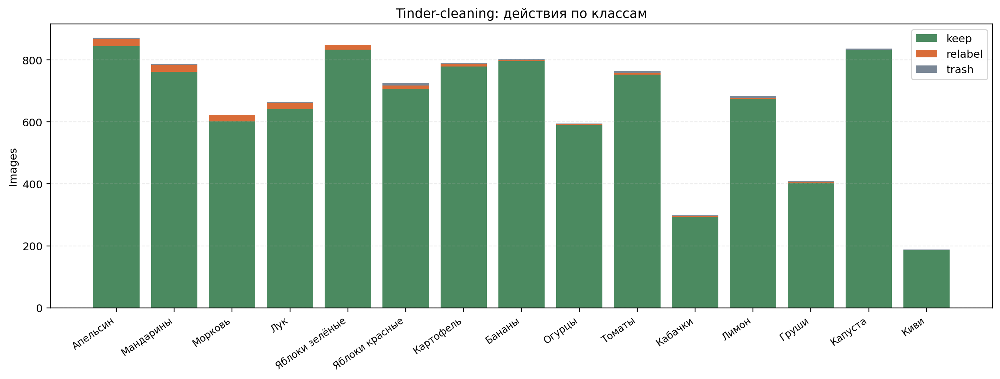 Tinder-cleaning: действия по классам
keep
relabel
trash
Images
800
600
400
200
0
Апельсин
Мандарины
Морковь
Лук
Яблоки зелёные
Яблоки красные
Картофель
Бананы
Огурцы
Томаты
Кабачки
Лимон
Груши
Капуста
Киви